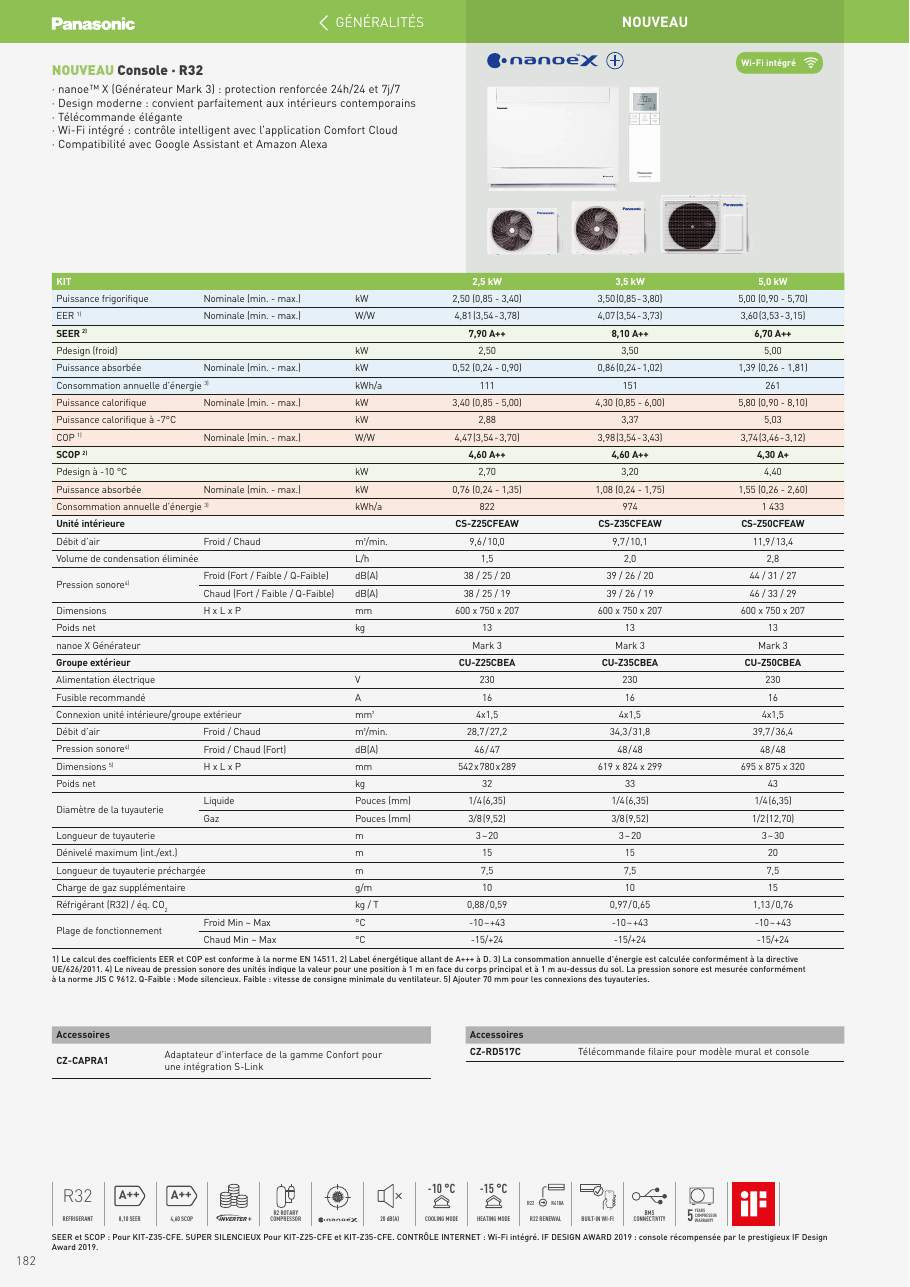 Panasonic
GÉNÉRALITÉS
NOUVEAU
NOUVEAU Console · R32
· nanoe™ X (Générateur Mark 3) : protection renforcée 24h/24 et 7j/7
· Design moderne : convient parfaitement aux intérieurs contemporains
· Télécommande élégante
· Wi-Fi intégré : contrôle intelligent avec l'application Comfort Cloud
· Compatibilité avec Google Assistant et Amazon Alexa
nanoeX +
Wi-Fi intégré
Panasonic
Panasonic
Panasonic
KIT 2,5 kW 3,5 kW 5,0 kW
Puissance frigorifique Nominale (min. - max.) kW 2,50 (0,85 - 3,40) 3,50 (0,85 - 3,80) 5,00 (0,90 - 5,70)
EER 1) Nominale (min. - max.) W/W 4,81 (3,54 - 3,78) 4,07 (3,54 - 3,73) 3,60 (3,53 - 3,15)
SEER 2) 7,90 A++ 8,10 A++ 6,70 A++
Pdesign (froid) kW 2,50 3,50 5,00
Puissance absorbée Nominale (min. - max.) kW 0,52 (0,24 - 0,90) 0,86 (0,24 - 1,02) 1,39 (0,26 - 1,81)
Consommation annuelle d'énergie 3) kWh/a 111 151 261
Puissance calorifique Nominale (min. - max.) kW 3,40 (0,85 - 5,00) 4,30 (0,85 - 6,00) 5,80 (0,90 - 8,10)
Puissance calorifique à -7°C kW 2,88 3,37 5,03
COP 1) Nominale (min. - max.) W/W 4,47 (3,54 - 3,70) 3,98 (3,54 - 3,43) 3,74 (3,46 - 3,12)
SCOP 2) 4,60 A++ 4,60 A++ 4,30 A+
Pdesign à -10 °C kW 2,70 3,20 4,40
Puissance absorbée Nominale (min. - max.) kW 0,76 (0,24 - 1,35) 1,08 (0,24 - 1,75) 1,55 (0,26 - 2,60)
Consommation annuelle d'énergie 3) kWh/a 822 974 1 433
Unité intérieure CS-Z25CFEAW CS-Z35CFEAW CS-Z50CFEAW
Débit d'air Froid / Chaud m³/min. 9,6 / 10,0 9,7 / 10,1 11,9 / 13,4
Volume de condensation éliminée L/h 1,5 2,0 2,8
Pression sonore4) Froid (Fort / Faible / Q-Faible) dB(A) 38 / 25 / 20 39 / 26 / 20 44 / 31 / 27
Chaud (Fort / Faible / Q-Faible) dB(A) 38 / 25 / 19 39 / 26 / 19 46 / 33 / 29
Dimensions H x L x P mm 600 x 750 x 207 600 x 750 x 207 600 x 750 x 207
Poids net kg 13 13 13
nanoe X Générateur Mark 3 Mark 3 Mark 3
Groupe extérieur CU-Z25CBEA CU-Z35CBEA CU-Z50CBEA
Alimentation électrique V 230 230 230
Fusible recommandé A 16 16 16
Connexion unité intérieure/groupe extérieur mm² 4x1,5 4x1,5 4x1,5
Débit d'air Froid / Chaud m³/min. 28,7 / 27,2 34,3 / 31,8 39,7 / 36,4
Pression sonore4) Froid / Chaud (Fort) dB(A) 46 / 47 48 / 48 48 / 48
Dimensions 5) H x L x P mm 542 x 780 x 289 619 x 824 x 299 695 x 875 x 320
Poids net kg 32 33 43
Diamètre de la tuyauterie Liquide Pouces (mm) 1/4 (6,35) 1/4 (6,35) 1/4 (6,35)
Gaz Pouces (mm) 3/8 (9,52) 3/8 (9,52) 1/2 (12,70)
Longueur de tuyauterie m 3 ~ 20 3 ~ 20 3 ~ 30
Dénivelé maximum (int./ext.) m 15 15 20
Longueur de tuyauterie préchargée m 7,5 7,5 7,5
Charge de gaz supplémentaire g/m 10 10 15
Réfrigérant (R32) / éq. CO2 kg / T 0,88 / 0,59 0,97 / 0,65 1,13 / 0,76
Plage de fonctionnement Froid Min ~ Max °C -10 ~ +43 -10 ~ +43 -10 ~ +43
Chaud Min ~ Max °C -15/+24 -15/+24 -15/+24
1) Le calcul des coefficients EER et COP est conforme à la norme EN 14511. 2) Label énergétique allant de A+++ à D. 3) La consommation annuelle d'énergie est calculée conformément à la directive
UE/626/2011. 4) Le niveau de pression sonore des unités indique la valeur pour une position à 1 m en face du corps principal et à 1 m au-dessus du sol. La pression sonore est mesurée conformément
à la norme JIS C 9612. Q-Faible : Mode silencieux. Faible : vitesse de consigne minimale du ventilateur. 5) Ajouter 70 mm pour les connexions des tuyauteries.
Accessoires
CZ-CAPRA1 Adaptateur d'interface de la gamme Confort pour
une intégration S-Link
Accessoires
CZ-RD517C Télécommande filaire pour modèle mural et console
R32
REFRIGERANT
A++
8,10 SEER
A++
4,60 SCOP
INVERTER+
R2 ROTARY
COMPRESSOR
nanoeX
20 dB(A)
-10 °C
COOLING MODE
-15 °C
HEATING MODE
R22 R410A
R22 RENEWAL
BUILT-IN WI-FI
BMS
CONNECTIVITY
5 YEARS
COMPRESSOR
WARRANTY
iF
SEER et SCOP : Pour KIT-Z35-CFE. SUPER SILENCIEUX Pour KIT-Z25-CFE et KIT-Z35-CFE. CONTRÔLE INTERNET : Wi-Fi intégré. IF DESIGN AWARD 2019 : console récompensée par le prestigieux IF Design
Award 2019.
182